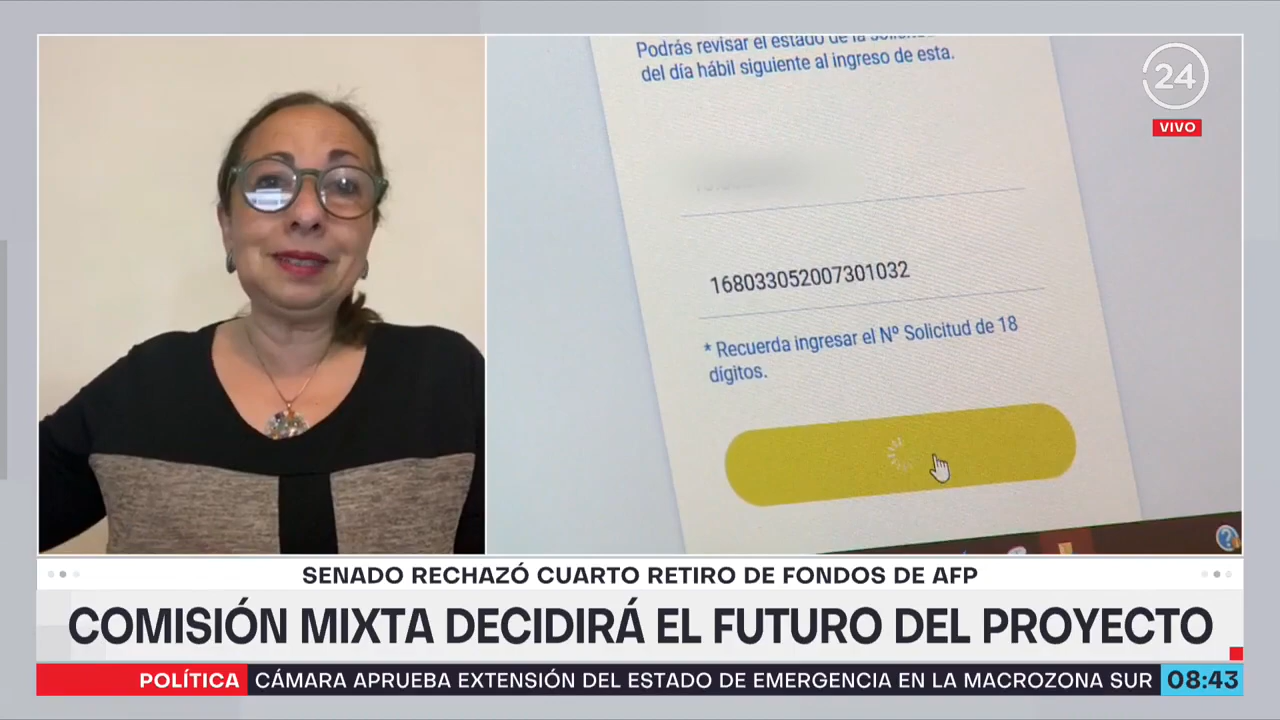 Podrás revisar el estado de la solicitud
del día hábil siguiente al ingreso de esta.
24
VIVO
168033052007301032
* Recuerda ingresar el Nº Solicitud de 18
dígitos.
SENADO RECHAZÓ CUARTO RETIRO DE FONDOS DE AFP
COMISIÓN MIXTA DECIDIRÁ EL FUTURO DEL PROYECTO
POLÍTICA CÁMARA APRUEBA EXTENSIÓN DEL ESTADO DE EMERGENCIA EN LA MACROZONA SUR 08:43